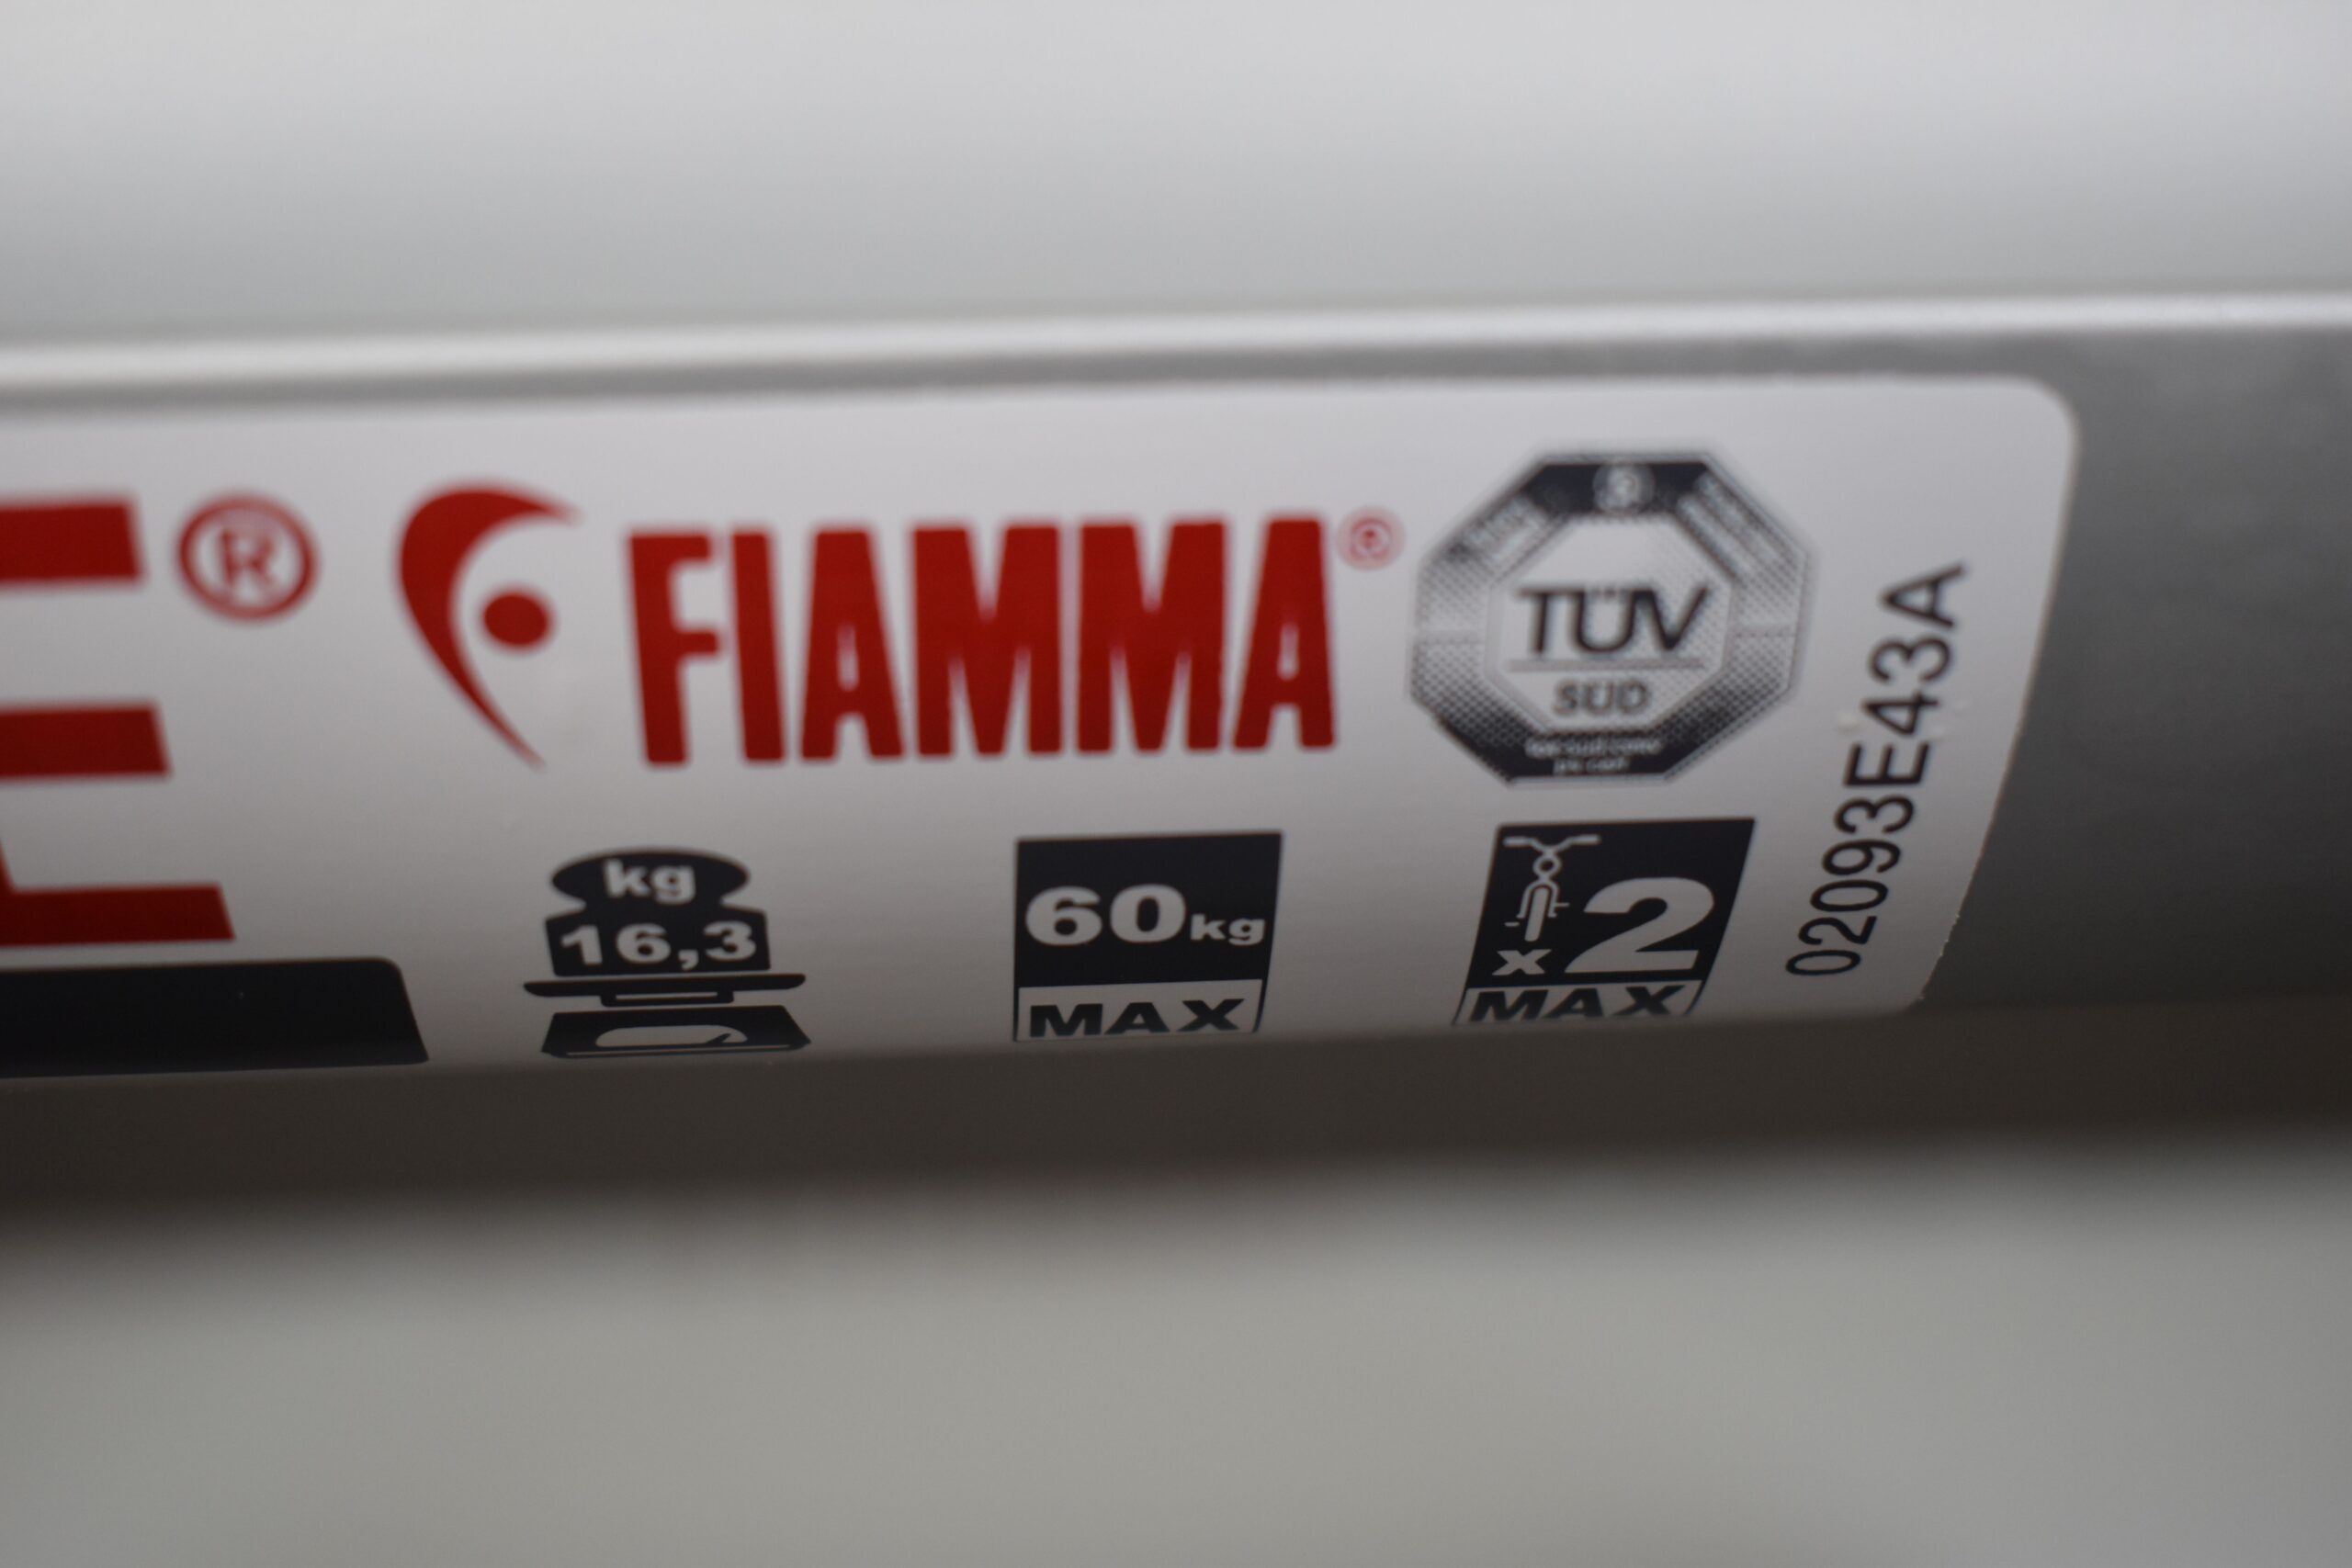 E®
FIAMMA®
TÜV
SÜD
kg
16,3
60kg
MAX
x2
MAX
02093E43A